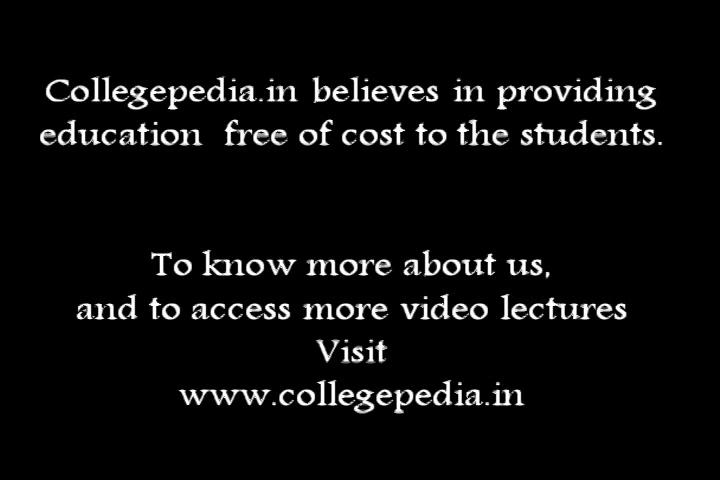 Collegepedia.in believes in providing
education free of cost to the students.
To know more about us,
and to access more video lectures
Visit
www.collegepedia.in